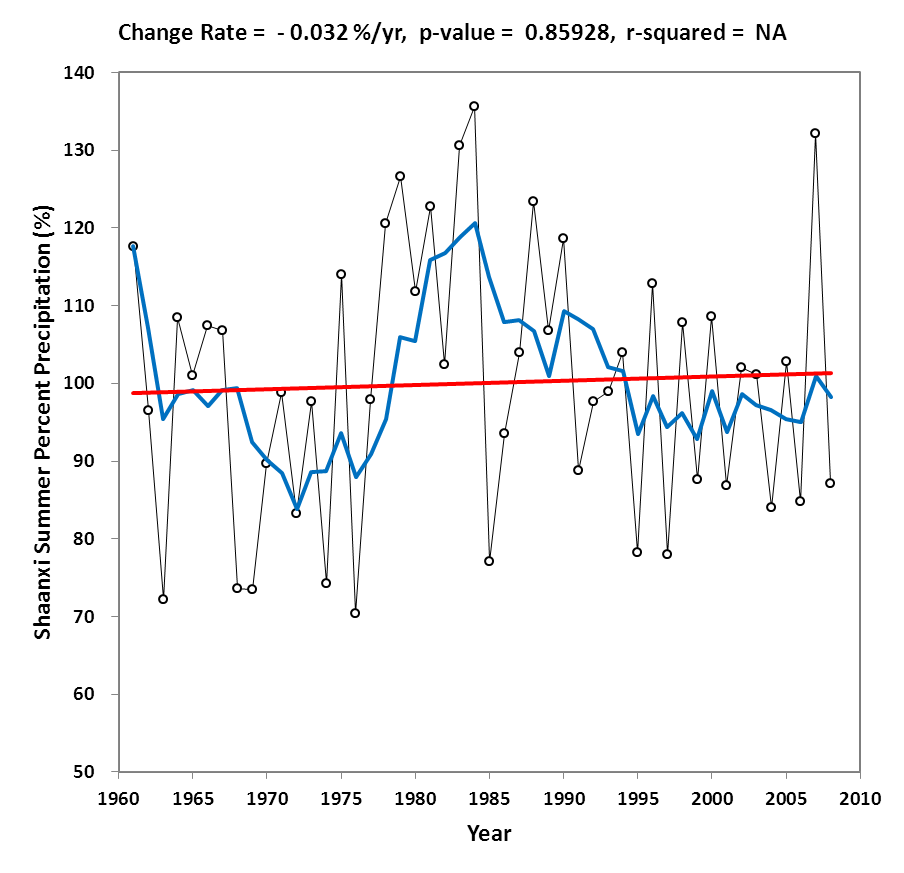 Change Rate = - 0.032 %/yr, p-value = 0.85928, r-squared = NA
140
130
120
110
100
90
80
70
60
50
Shaanxi Summer Percent Precipitation (%)
1960 1965 1970 1975 1980 1985 1990 1995 2000 2005 2010
Year